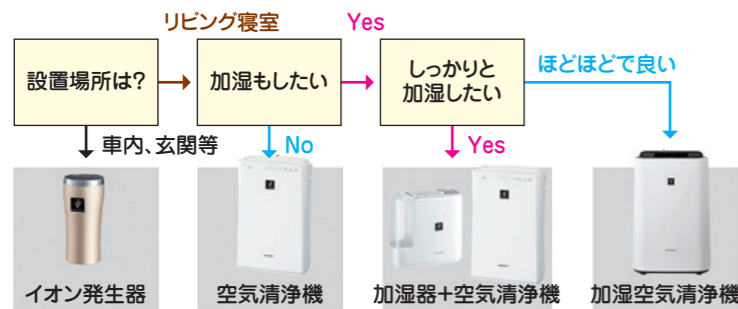 リビング寝室
Yes
設置場所は?
加湿もしたい
しっかりと
加湿したい
ほどほどで良い
車内、玄関等
No
Yes
イオン発生器
空気清浄機
加湿器+空気清浄機
加湿空気清浄機